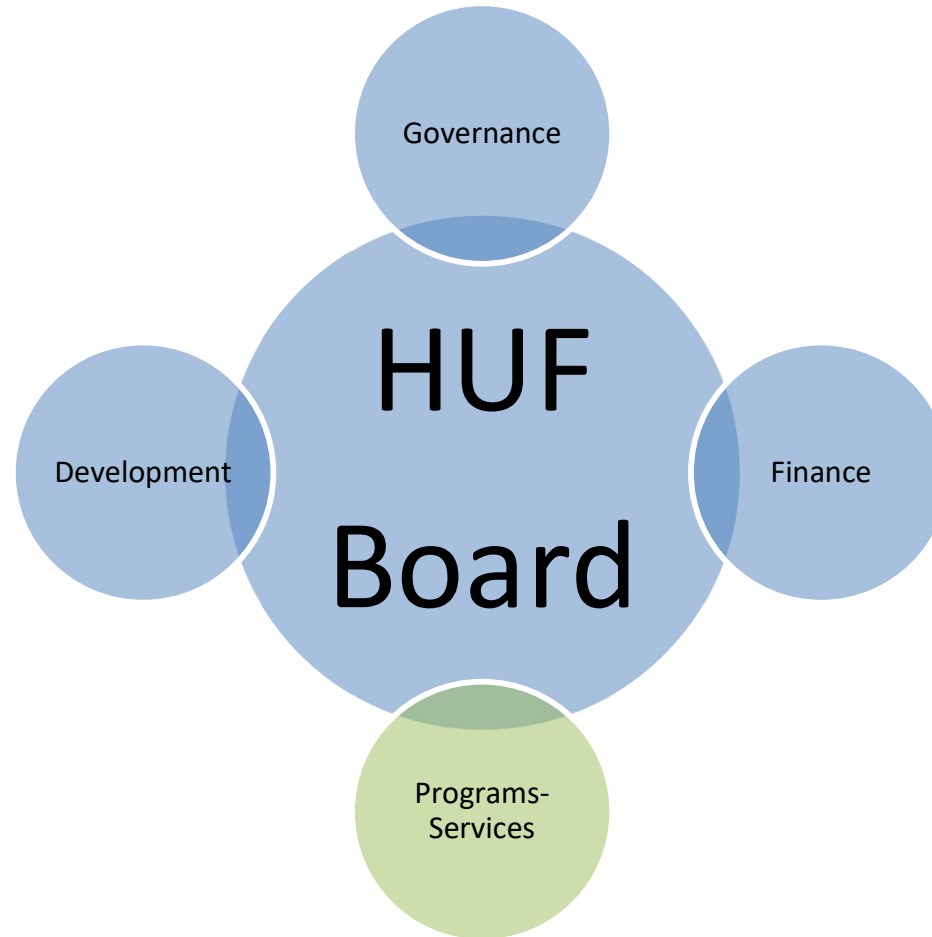 Governance
HUF
Board
Development
Finance
Programs-
Services